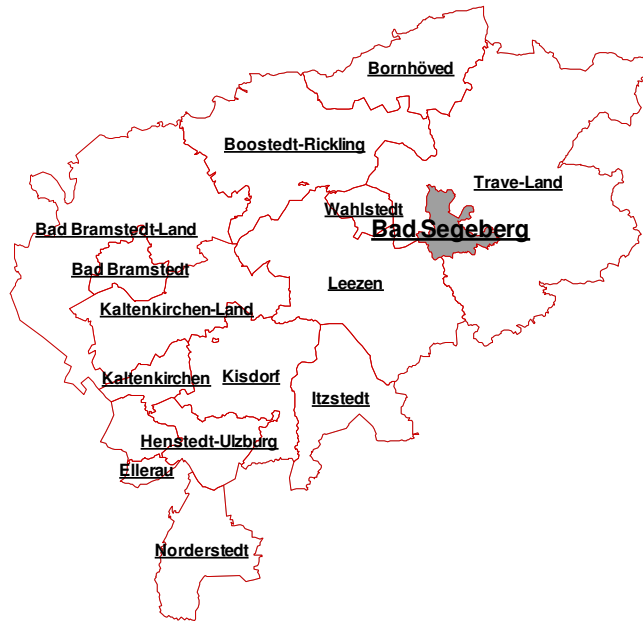 Bornhöved
Boostedt-Rickling
Trave-Land
Wahlstedt
Bad Segeberg
Bad Bramstedt-Land
Bad Bramstedt
Leezen
Kaltenkirchen-Land
Kaltenkirchen
Kisdorf
Itzstedt
Henstedt-Ulzburg
Ellerau
Norderstedt